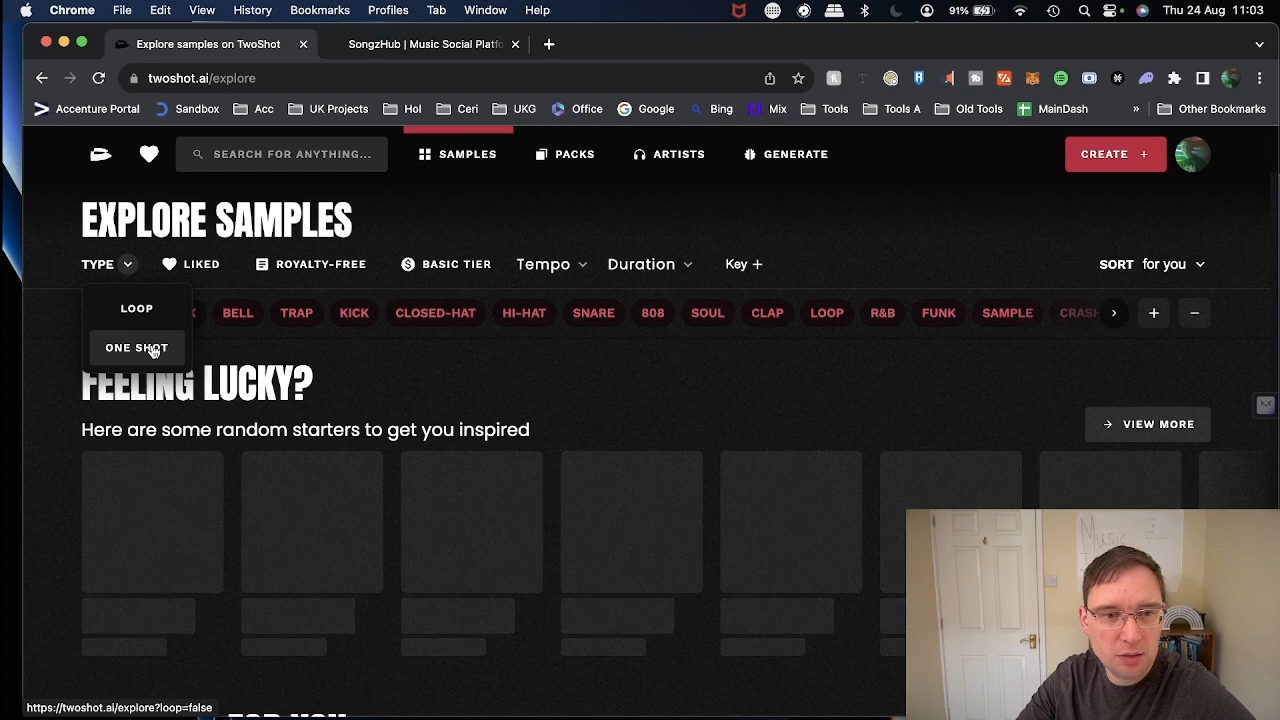 Chrome File Edit View History Bookmarks Profiles Tab Window Help 91% Thu 24 Aug 11:03
Explore samples on TwoShot
SongzHub | Music Social Platfo
twoshot.ai/explore
Accenture Portal Sandbox Acc UK Projects Hol Ceri UKG Office Google Bing Mix Tools Tools A Old Tools MainDash » Other Bookmarks
SEARCH FOR ANYTHING... SAMPLES PACKS ARTISTS GENERATE CREATE +
EXPLORE SAMPLES
TYPE LIKED ROYALTY-FREE BASIC TIER Tempo Duration Key + SORT for you
LOOP
BELL TRAP KICK CLOSED-HAT HI-HAT SNARE 808 SOUL CLAP LOOP R&B FUNK SAMPLE CRASH
ONE SHOT
FEELING LUCKY?
Here are some random starters to get you inspired
VIEW MORE
Music
https://twoshot.ai/explore?loop=false
FOR YOU